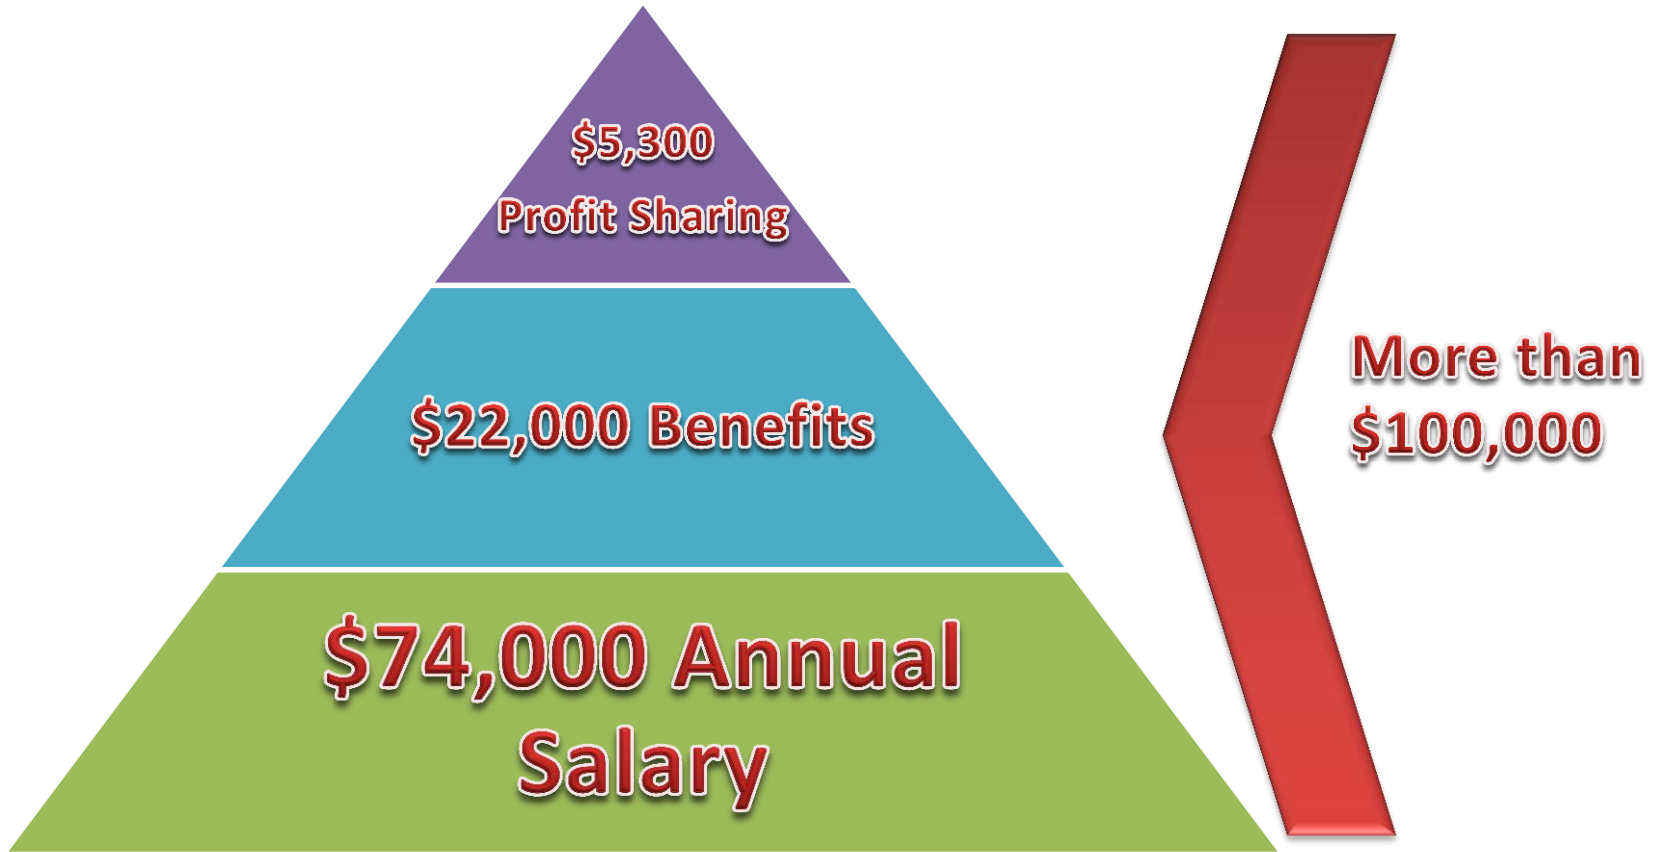 $5,300
Profit Sharing
$22,000 Benefits
$74,000 Annual
Salary
More than
$100,000